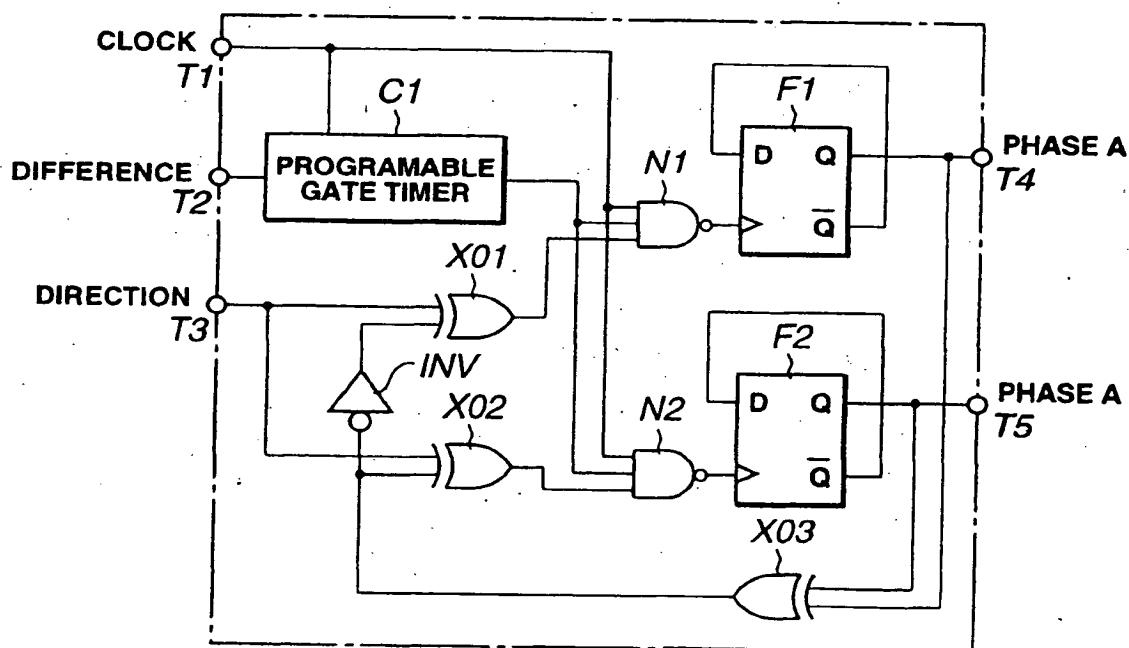 CLOCK
T1
C1
F1
DIFFERENCE
T2
PROGRAMABLE
GATE TIMER
N1
D Q
Q
PHASE A
T4
DIRECTION
T3
X01
INV
X02
N2
F2
D Q
Q
PHASE A
T5
X03